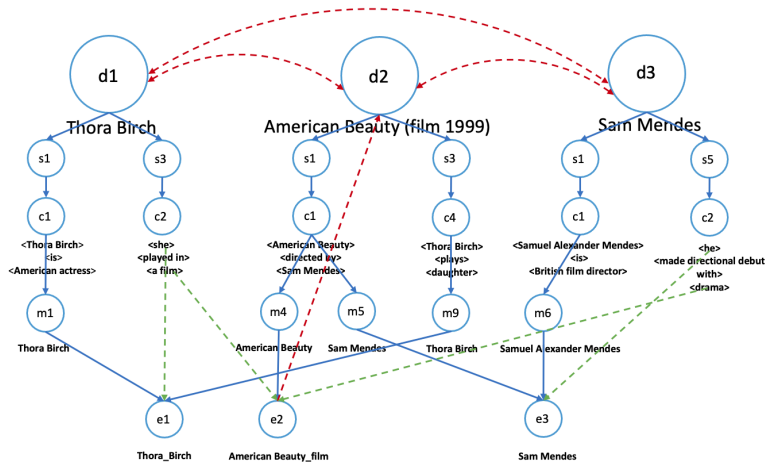 d1
d2
d3
Thora Birch
American Beauty (film 1999)
Sam Mendes
s1
s3
s1
s3
s1
s5
c1
c2
c1
c4
c1
c2
<Thora Birch>
<is>
<American actress>
<she>
<played in>
<a film>
<American Beauty>
<directed by>
<Sam Mendes>
<Thora Birch>
<plays>
<daughter>
<Samuel Alexander Mendes>
<is>
<British film director>
<he>
<made directional debut
with>
<drama>
m1
m4
m5
m9
m6
Thora Birch
American Beauty
Sam Mendes
Thora Birch
Samuel Alexander Mendes
e1
e2
e3
Thora_Birch
American Beauty_film
Sam Mendes